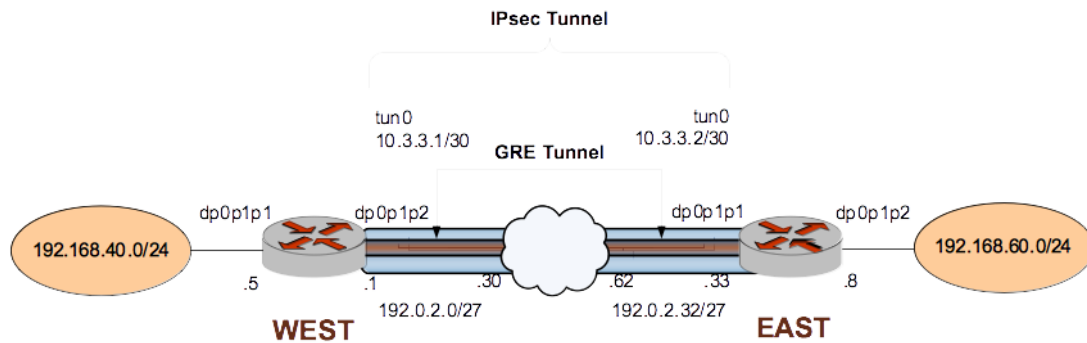 IPsec Tunnel
tun0 tun0
10.3.3.1/30 10.3.3.2/30
GRE Tunnel
dp0p1p1 dp0p1p2 dp0p1p1 dp0p1p2
192.168.40.0/24 192.168.60.0/24
.5 .1 .30 .62 .33 .8
192.0.2.0/27 192.0.2.32/27
WEST EAST